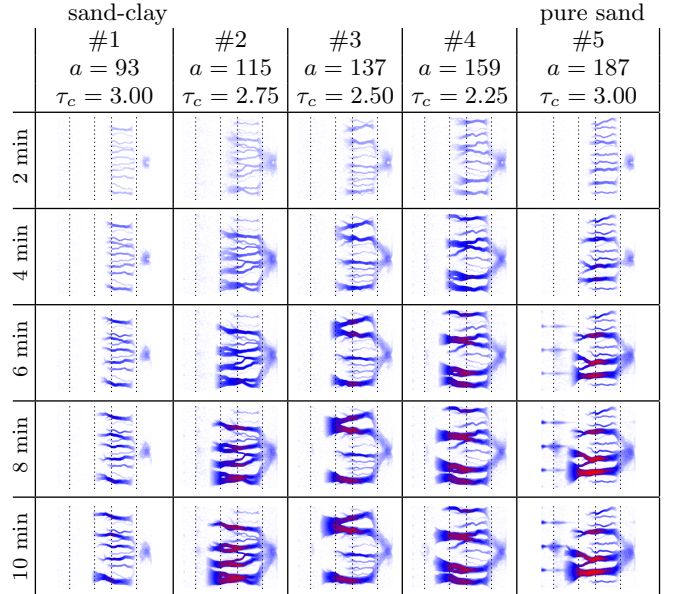 sand-clay pure sand
#1 #2 #3 #4 #5
a = 93 a = 115 a = 137 a = 159 a = 187
τc = 3.00 τc = 2.75 τc = 2.50 τc = 2.25 τc = 3.00
2 min
4 min
6 min
8 min
10 min